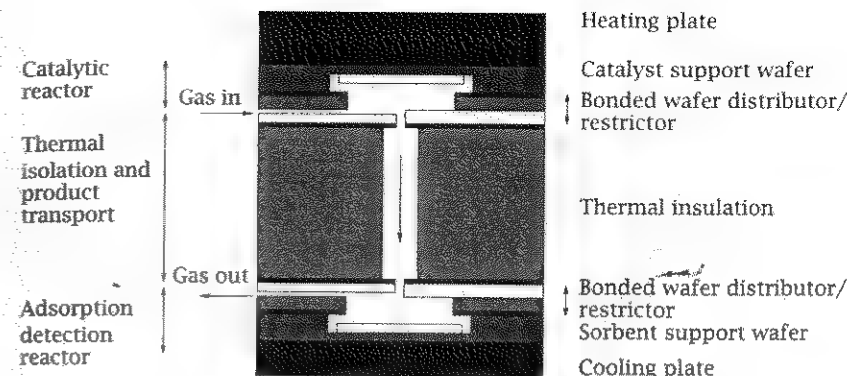 Heating plate
Catalytic
reactor
Catalyst support wafer
Gas in
Bonded wafer distributor/
restrictor
Thermal
isolation and
product
transport
Thermal insulation
Gas out
Bonded wafer distributor/
restrictor
Adsorption
detection
reactor
Sorbent support wafer
Cooling plate